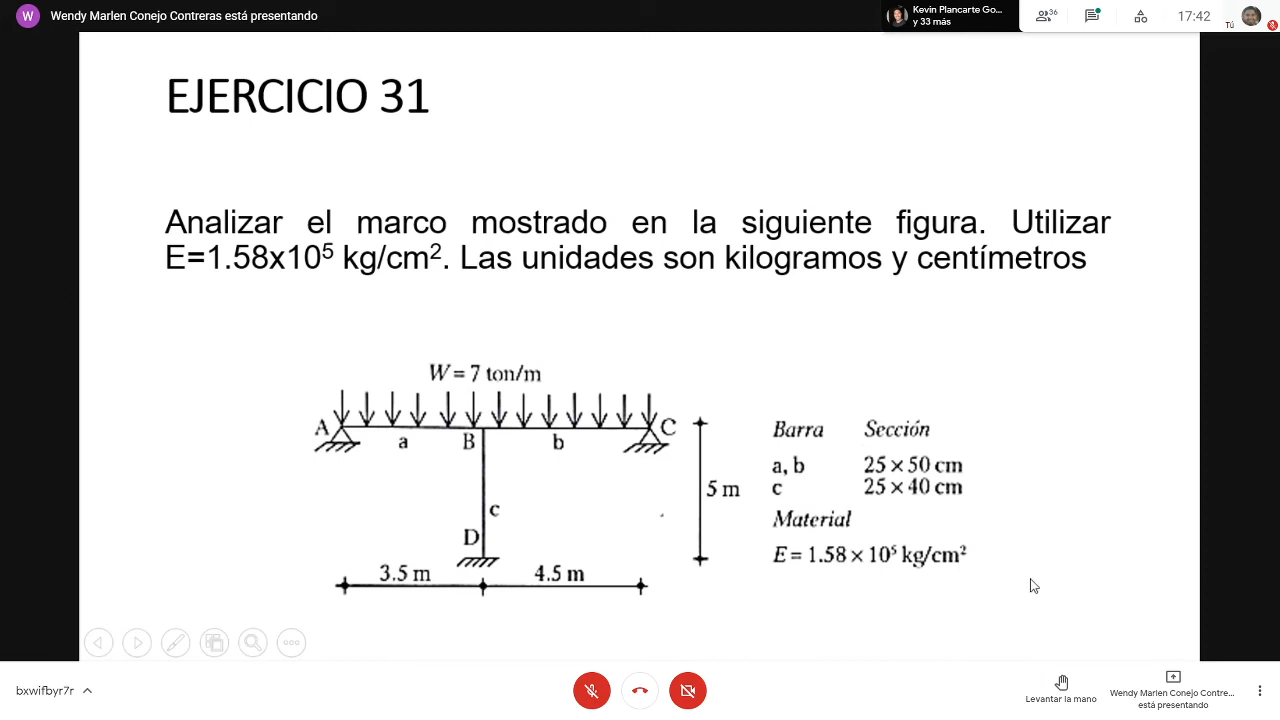 W
Wendy Marlen Conejo Contreras está presentando
Kevin Plancarte Go...
y 33 más
36
17:42
Tú
EJERCICIO 31
Analizar el marco mostrado en la siguiente figura. Utilizar
E=1.58x10⁵ kg/cm². Las unidades son kilogramos y centímetros
W = 7 ton/m
A
C
a
B
b
c
D
5 m
3.5 m
4.5 m
Barra Sección
a, b 25 × 50 cm
c 25 × 40 cm
Material
E = 1.58 × 10⁵ kg/cm²
bxwifbyr7r
Levantar la mano
Wendy Marlen Conejo Contre...
está presentando